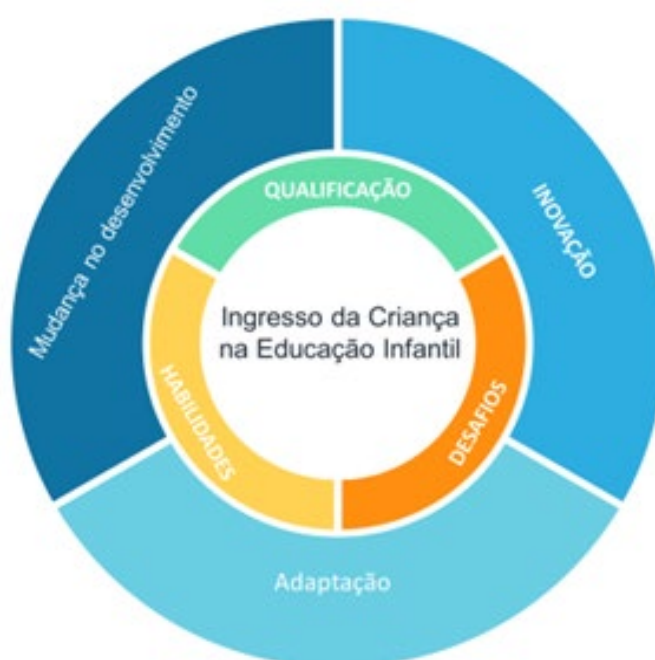 Mudança no desenvolvimento
INOVAÇÃO
QUALIFICAÇÃO
Ingresso da Criança
na Educação Infantil
HABILIDADES
DESAFIOS
Adaptação